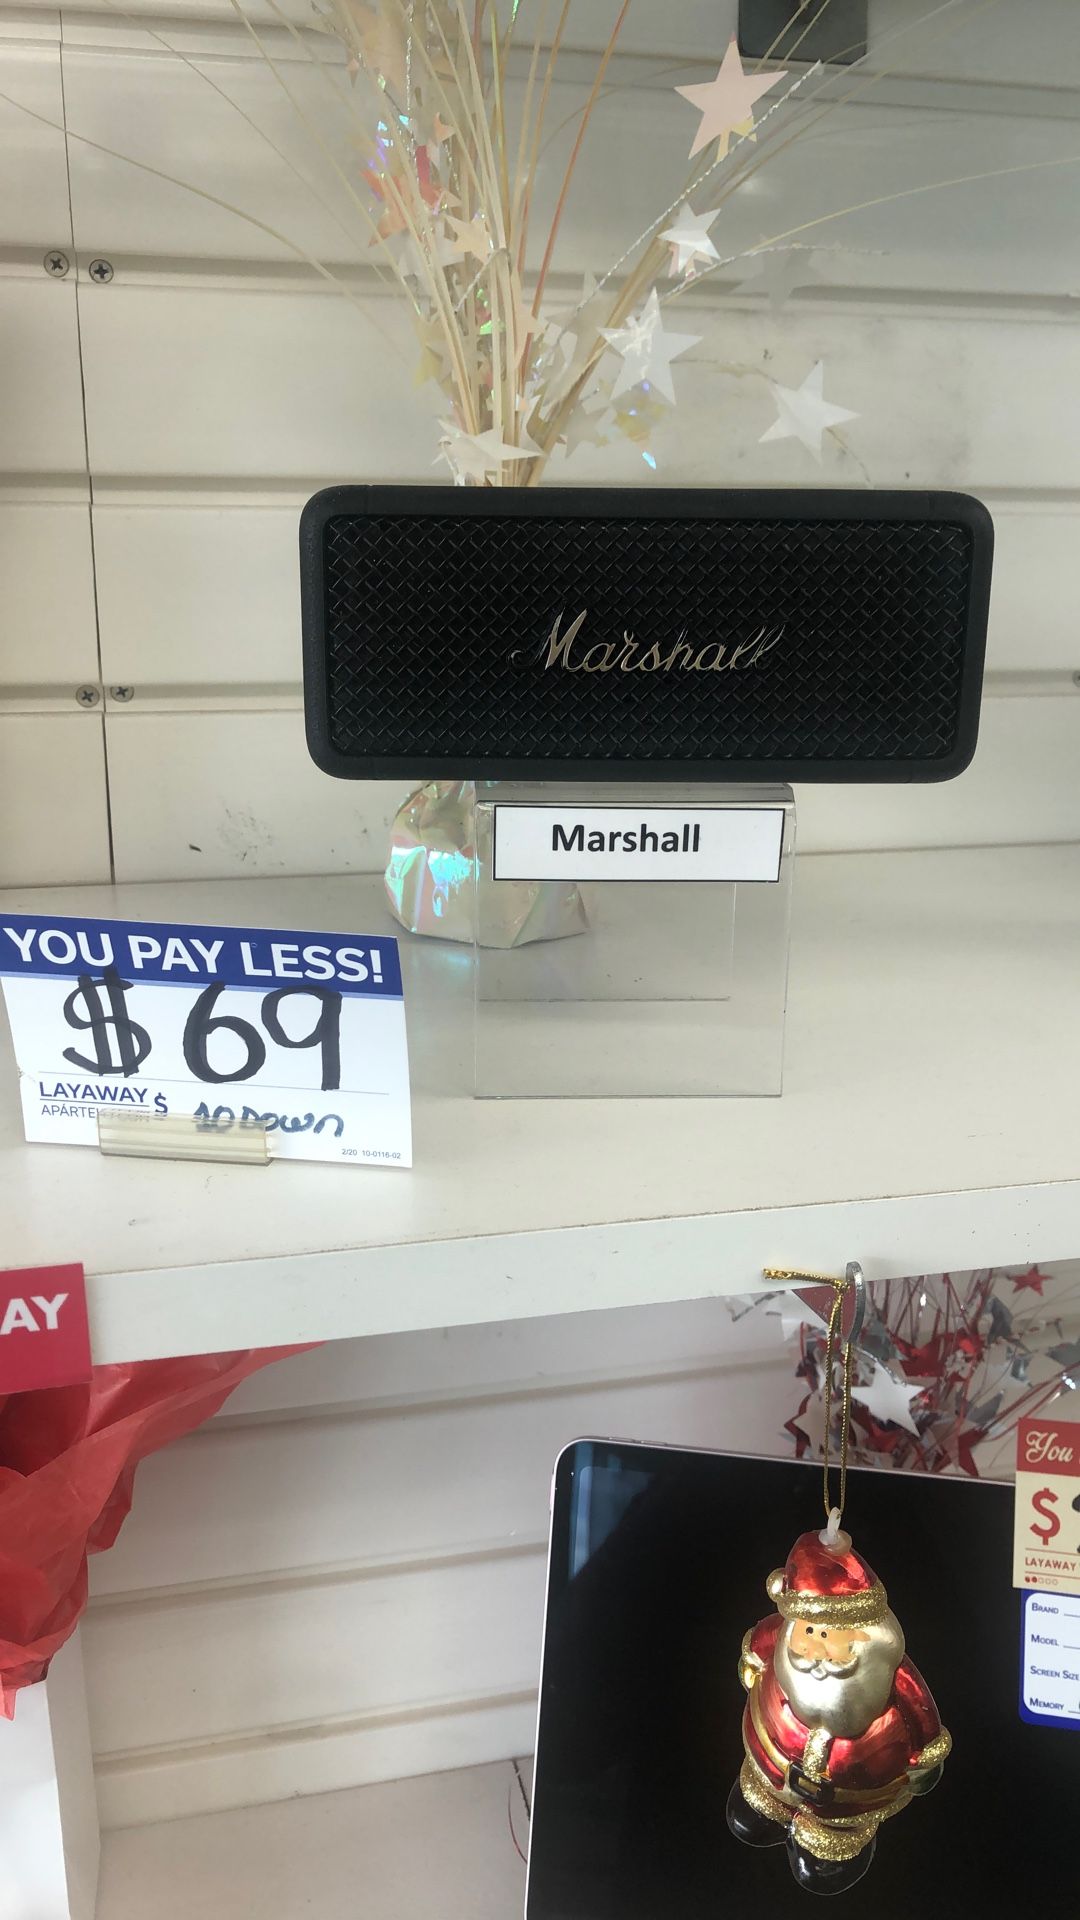 Marshall
Marshall
YOU PAY LESS!
$69
LAYAWAY $
10 DOWN
2/20 10-0116-02
AY
You
$
LAYAWAY
BRAND
MODEL
SCREEN SIZE
MEMORY